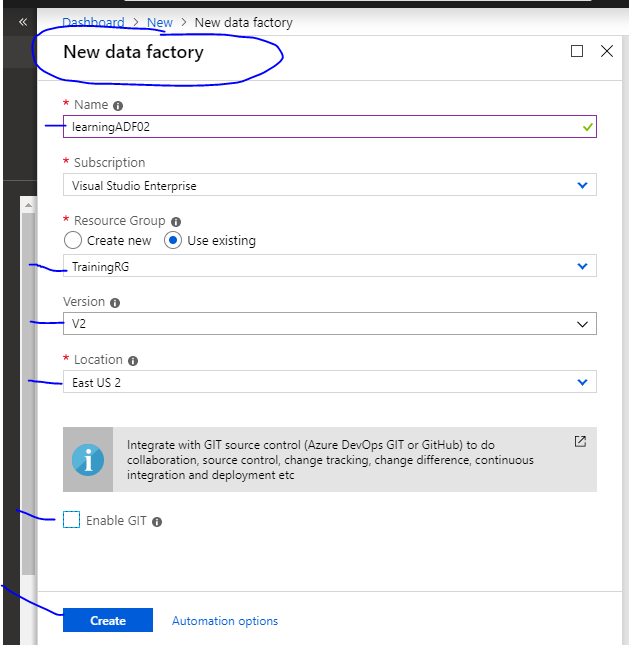 « Dashboard > New > New data factory
New data factory
* Name
learningADF02
* Subscription
Visual Studio Enterprise
* Resource Group
Create new Use existing
TrainingRG
Version
V2
* Location
East US 2
Integrate with GIT source control (Azure DevOps GIT or GitHub) to do
collaboration, source control, change tracking, change difference, continuous
integration and deployment etc
Enable GIT
Create Automation options